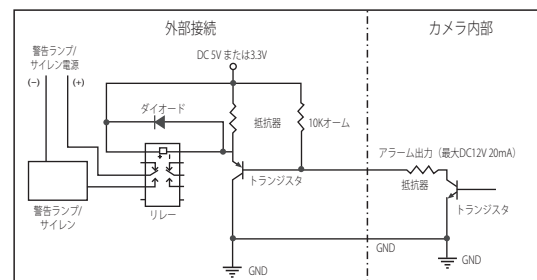 外部接続
カメラ内部
警告ランプ/
サイレン電源
(−)
(+)
DC 5V または3.3V
ダイオード
抵抗器
10Kオーム
アラーム出力（最大DC12V 20mA）
抵抗器
トランジスタ
トランジスタ
警告ランプ/
サイレン
リレー
+
GND
GND
GND